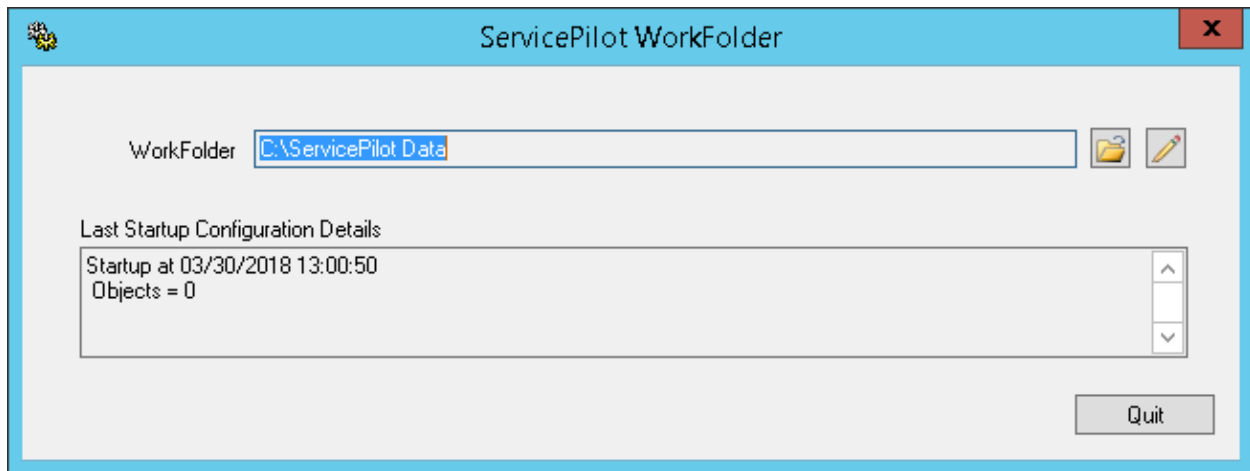 ServicePilot WorkFolder
x
WorkFolder C:\ServicePilot Data
Last Startup Configuration Details
Startup at 03/30/2018 13:00:50
Objects = 0
Quit